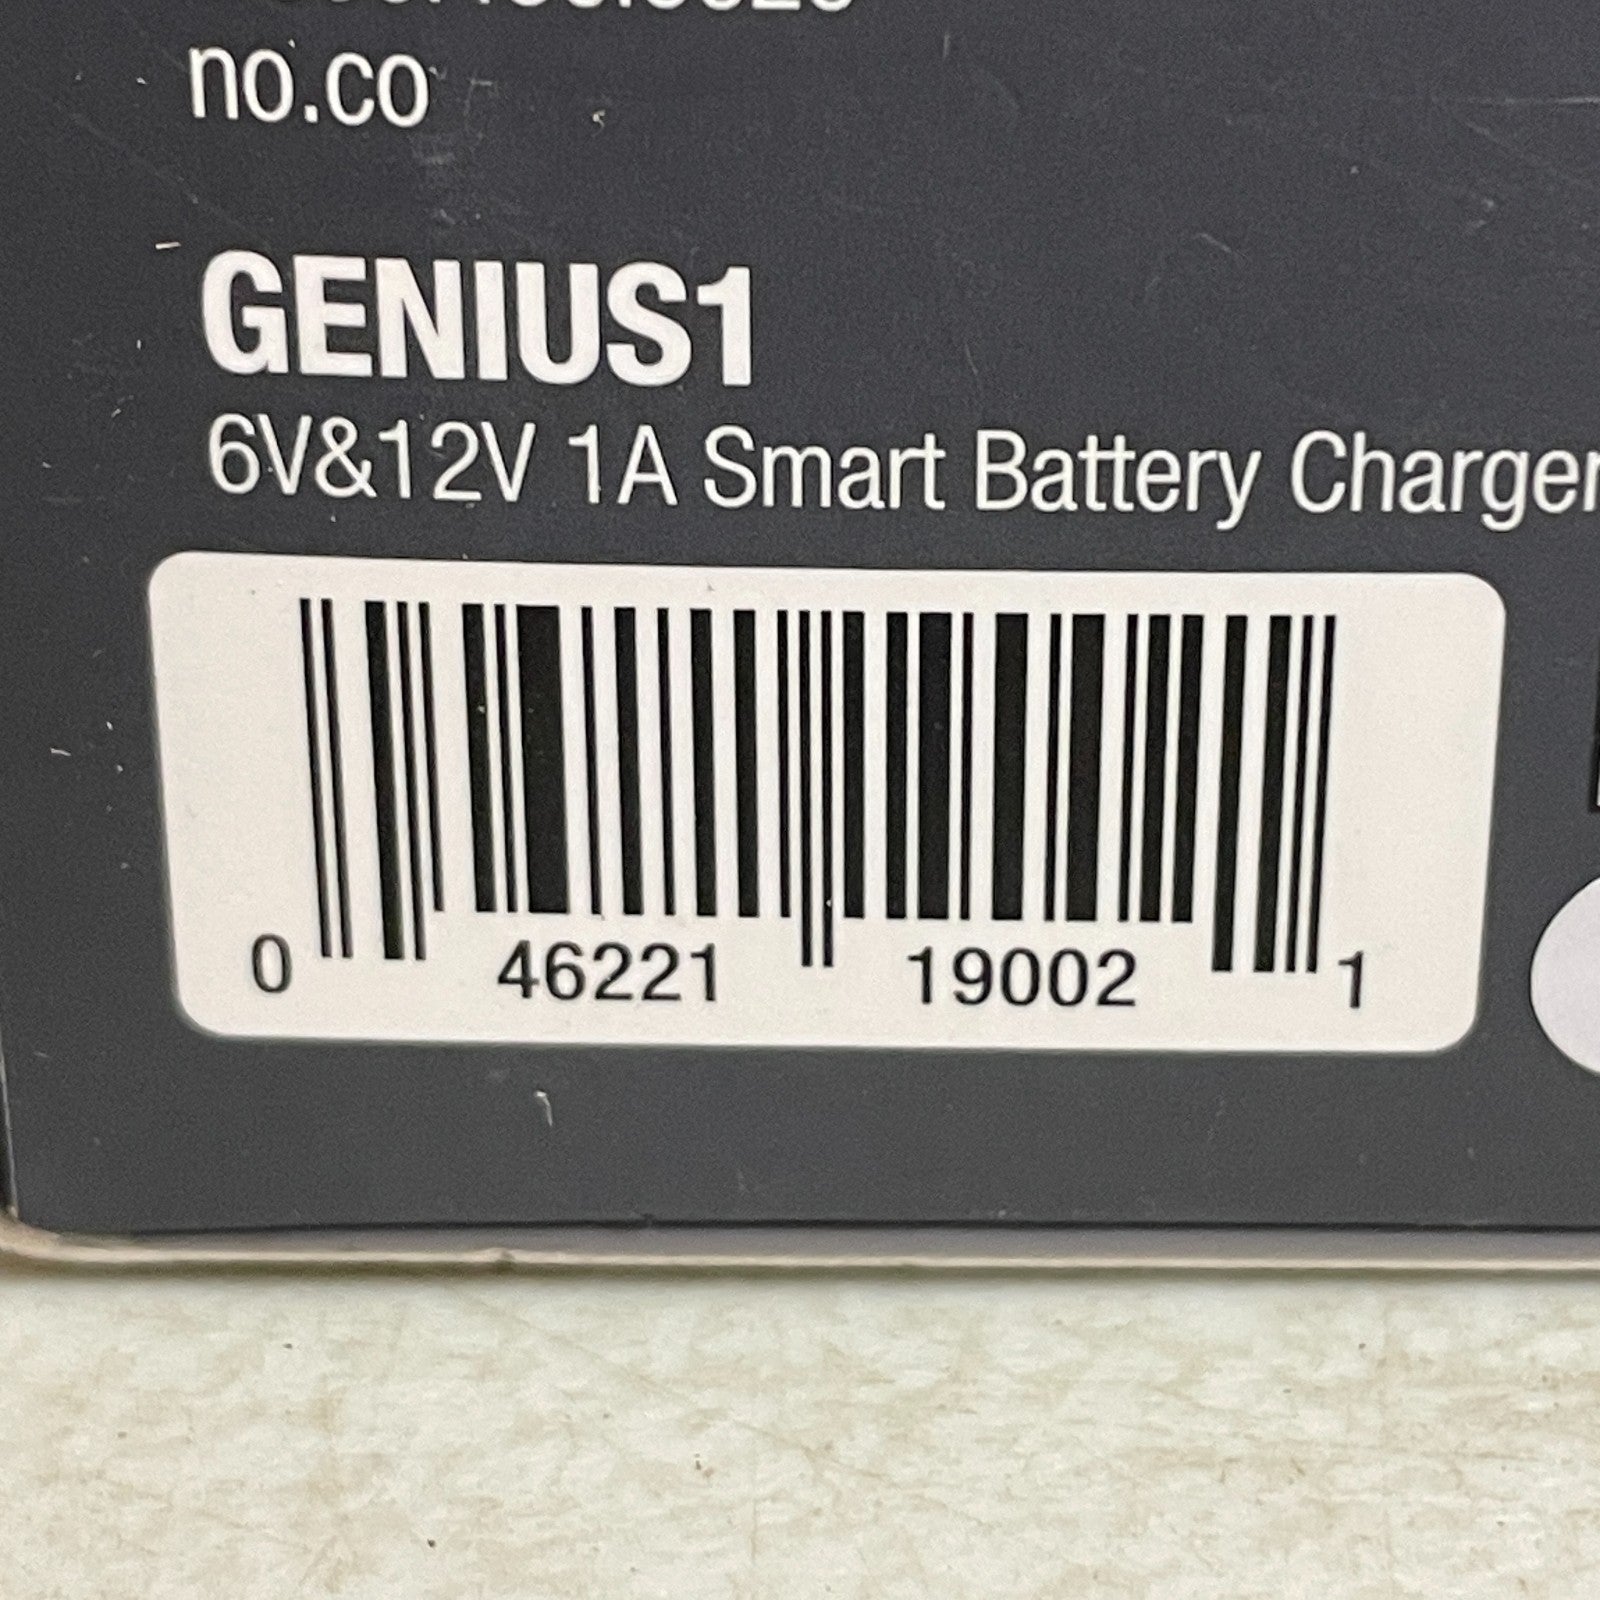 no.co
GENIUS1
6V&12V 1A Smart Battery Charger
0 46221 19002 1